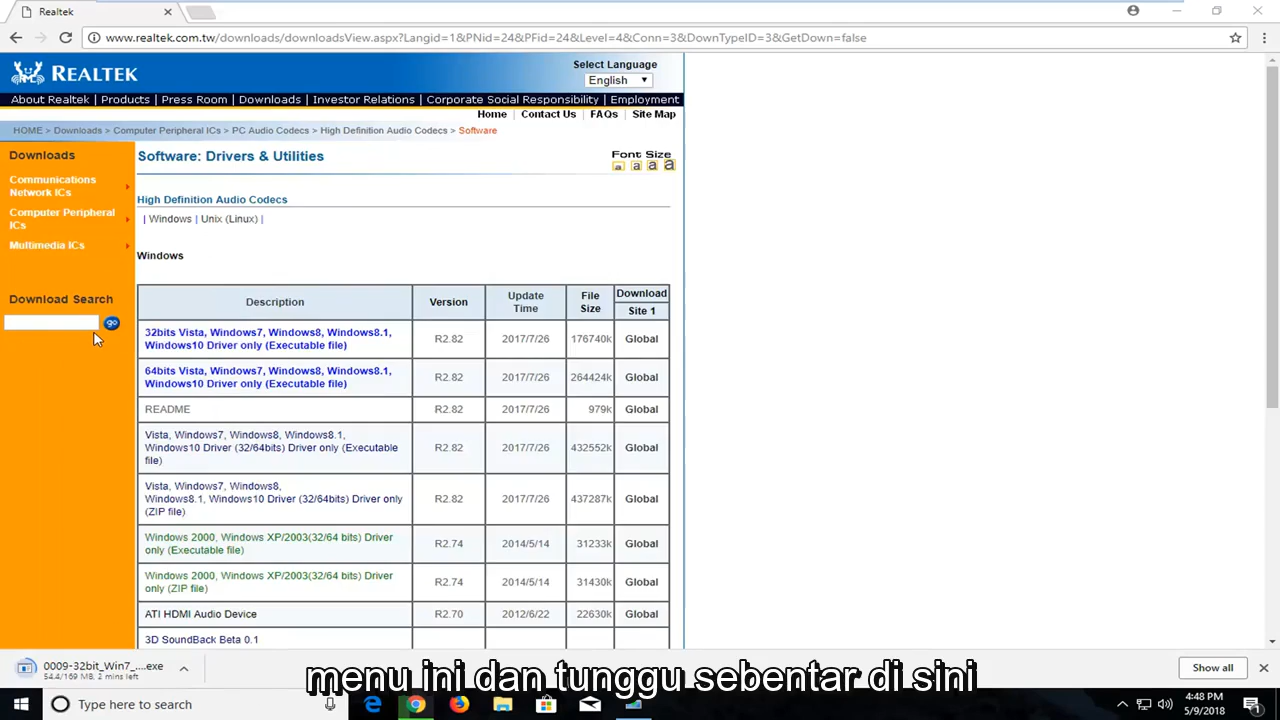 Realtek
www.realtek.com.tw/downloads/downloadsView.aspx?Langid=1&PNid=24&PFid=24&Level=4&Conn=3&DownTypeID=3&GetDown=false
REALTEK
Select Language
English
About Realtek | Products | Press Room | Downloads | Investor Relations | Corporate Social Responsibility | Employment
Home Contact Us FAQs Site Map
HOME > Downloads > Computer Peripheral ICs > PC Audio Codecs > High Definition Audio Codecs > Software
Downloads
Communications
Network ICs
Computer Peripheral
ICs
Multimedia ICs
Download Search
go
Software: Drivers & Utilities
Font Size
a a a a
High Definition Audio Codecs
| Windows | Unix (Linux) |
Windows
Description Version Update Time File Size Download Site 1
32bits Vista, Windows7, Windows8, Windows8.1,
Windows10 Driver only (Executable file) R2.82 2017/7/26 176740k Global
64bits Vista, Windows7, Windows8, Windows8.1,
Windows10 Driver only (Executable file) R2.82 2017/7/26 264424k Global
README R2.82 2017/7/26 979k Global
Vista, Windows7, Windows8, Windows8.1,
Windows10 Driver (32/64bits) Driver only (Executable
file) R2.82 2017/7/26 432552k Global
Vista, Windows7, Windows8,
Windows8.1, Windows10 Driver (32/64bits) Driver only
(ZIP file) R2.82 2017/7/26 437287k Global
Windows 2000, Windows XP/2003(32/64 bits) Driver
only (Executable file) R2.74 2014/5/14 31233k Global
Windows 2000, Windows XP/2003(32/64 bits) Driver
only (ZIP file) R2.74 2014/5/14 31430k Global
ATI HDMI Audio Device R2.70 2012/6/22 22630k Global
3D SoundBack Beta 0.1
0009-32bit_Win7_....exe
54.4/169 MB, 2 mins left
Show all
menu ini dan tunggu sebentar di sini
Type here to search
4:48 PM
5/9/2018
1